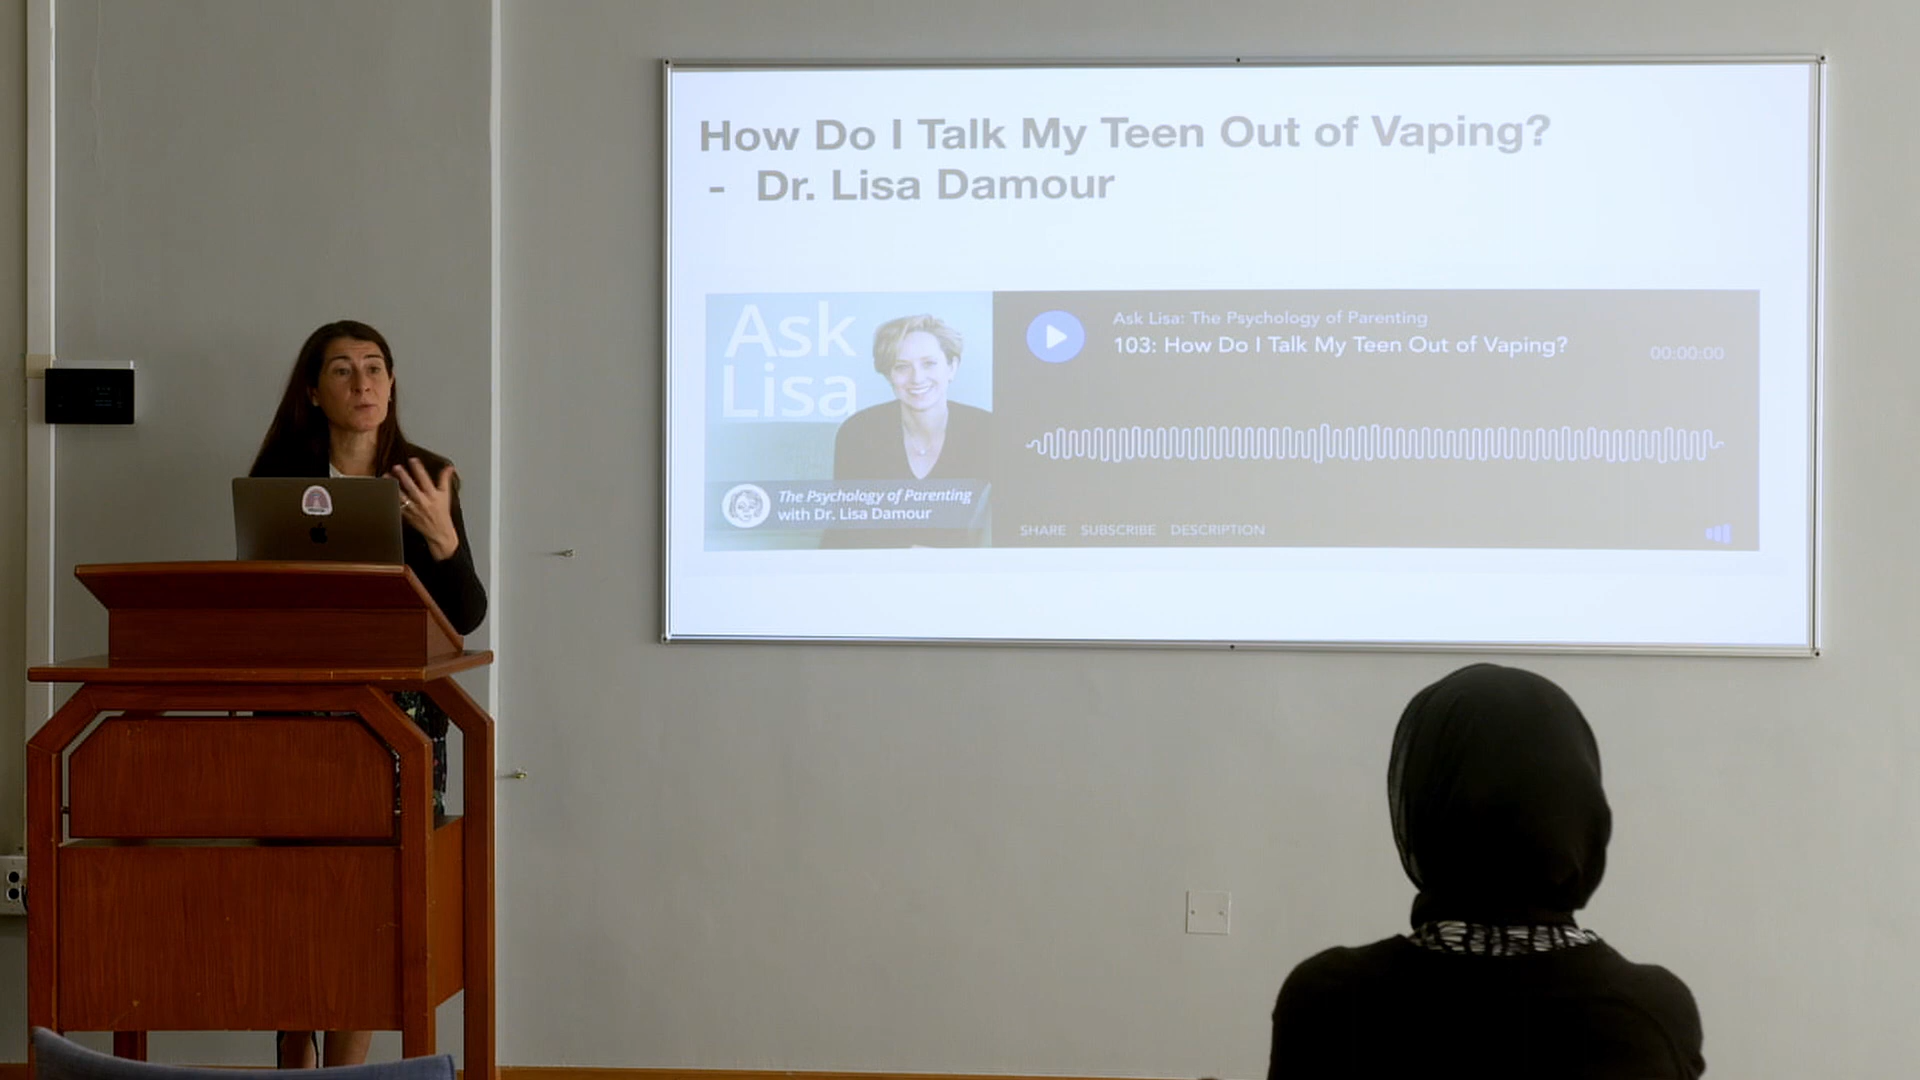 How Do I Talk My Teen Out of Vaping?
- Dr. Lisa Damour
Ask
Lisa
The Psychology of Parenting
with Dr. Lisa Damour
Ask Lisa: The Psychology of Parenting
103: How Do I Talk My Teen Out of Vaping?
00:00:00
SHARE SUBSCRIBE DESCRIPTION